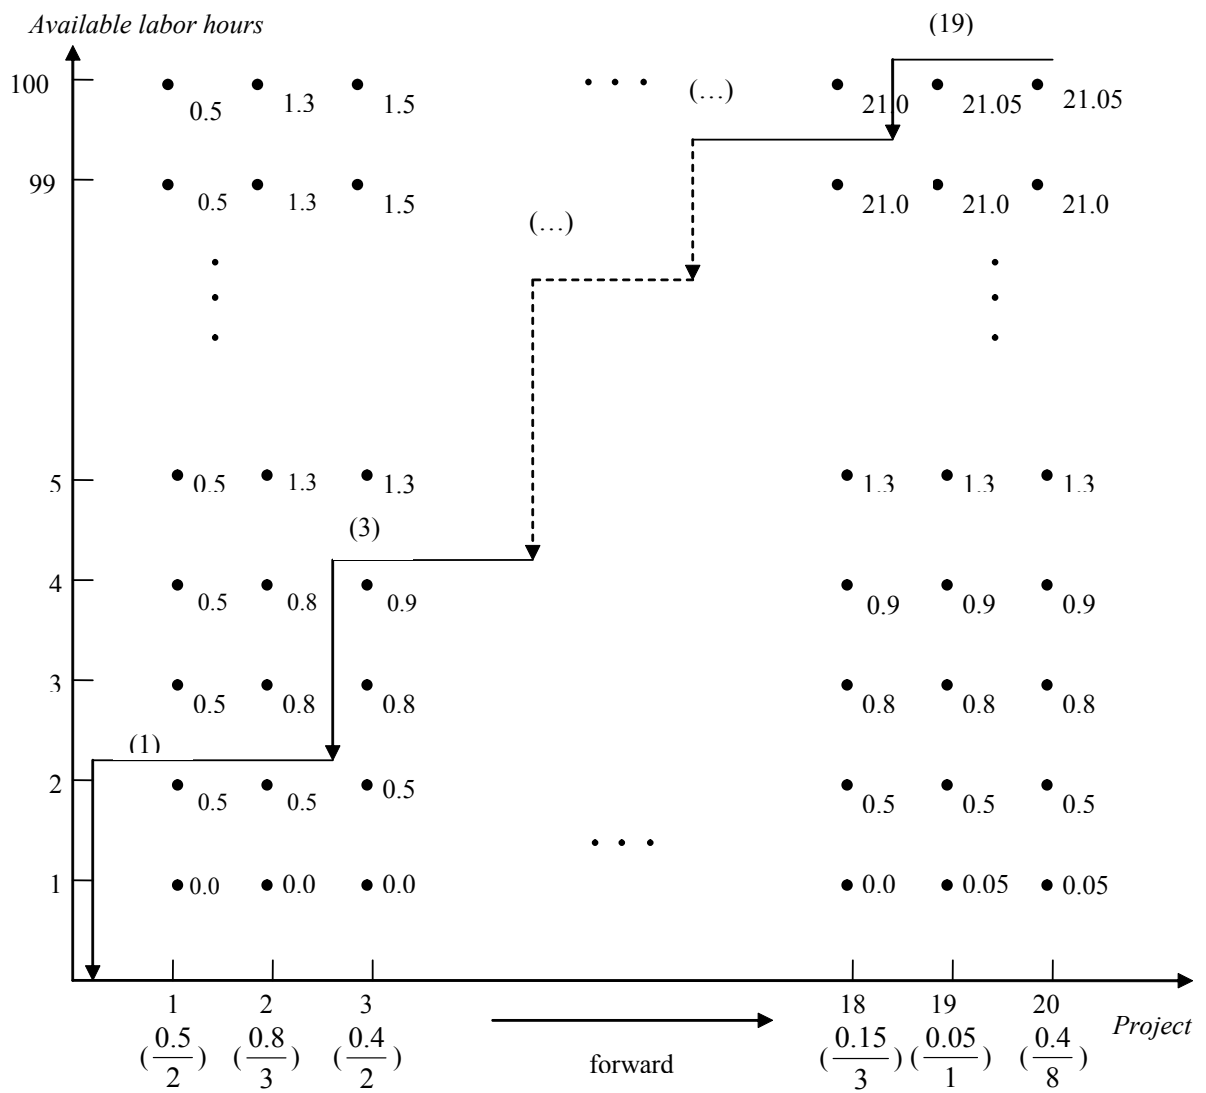 Available labor hours
(19)
100 0.5 1.3 1.5 (…) 21.0 21.05 21.05
99 0.5 1.3 1.5 21.0 21.0 21.0
(…)
5 0.5 1.3 1.3 1.3 1.3 1.3
(3)
4 0.5 0.8 0.9 0.9 0.9 0.9
3 0.5 0.8 0.8 0.8 0.8 0.8
(1)
2 0.5 0.5 0.5 0.5 0.5 0.5
1 0.0 0.0 0.0 0.0 0.05 0.05
1 2 3 18 19 20
(0.5/2) (0.8/3) (0.4/2) (0.15/3) (0.05/1) (0.4/8)
Project
forward